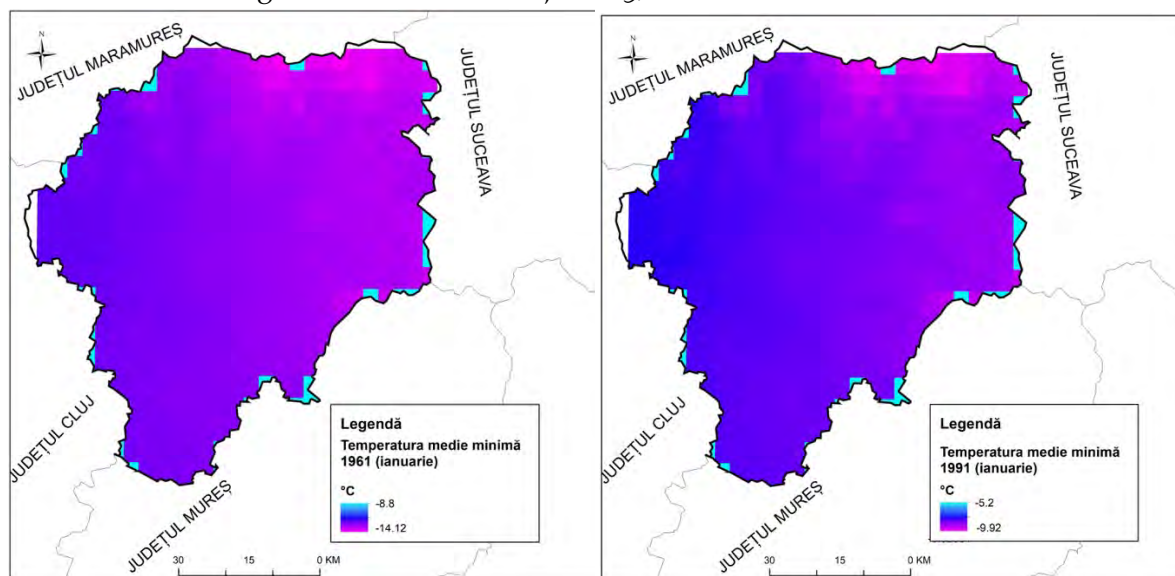 N
JUDEȚUL MARAMUREȘ
JUDEȚUL SUCEAVA
JUDEȚUL CLUJ
JUDEȚUL MUREȘ
Legendă
Temperatura medie minimă
1961 (ianuarie)
°C
-8.8
-14.12
30 15 0 KM
N
JUDEȚUL MARAMUREȘ
JUDEȚUL SUCEAVA
JUDEȚUL CLUJ
JUDEȚUL MUREȘ
Legendă
Temperatura medie minimă
1991 (ianuarie)
°C
-5.2
-9.92
30 15 0 KM